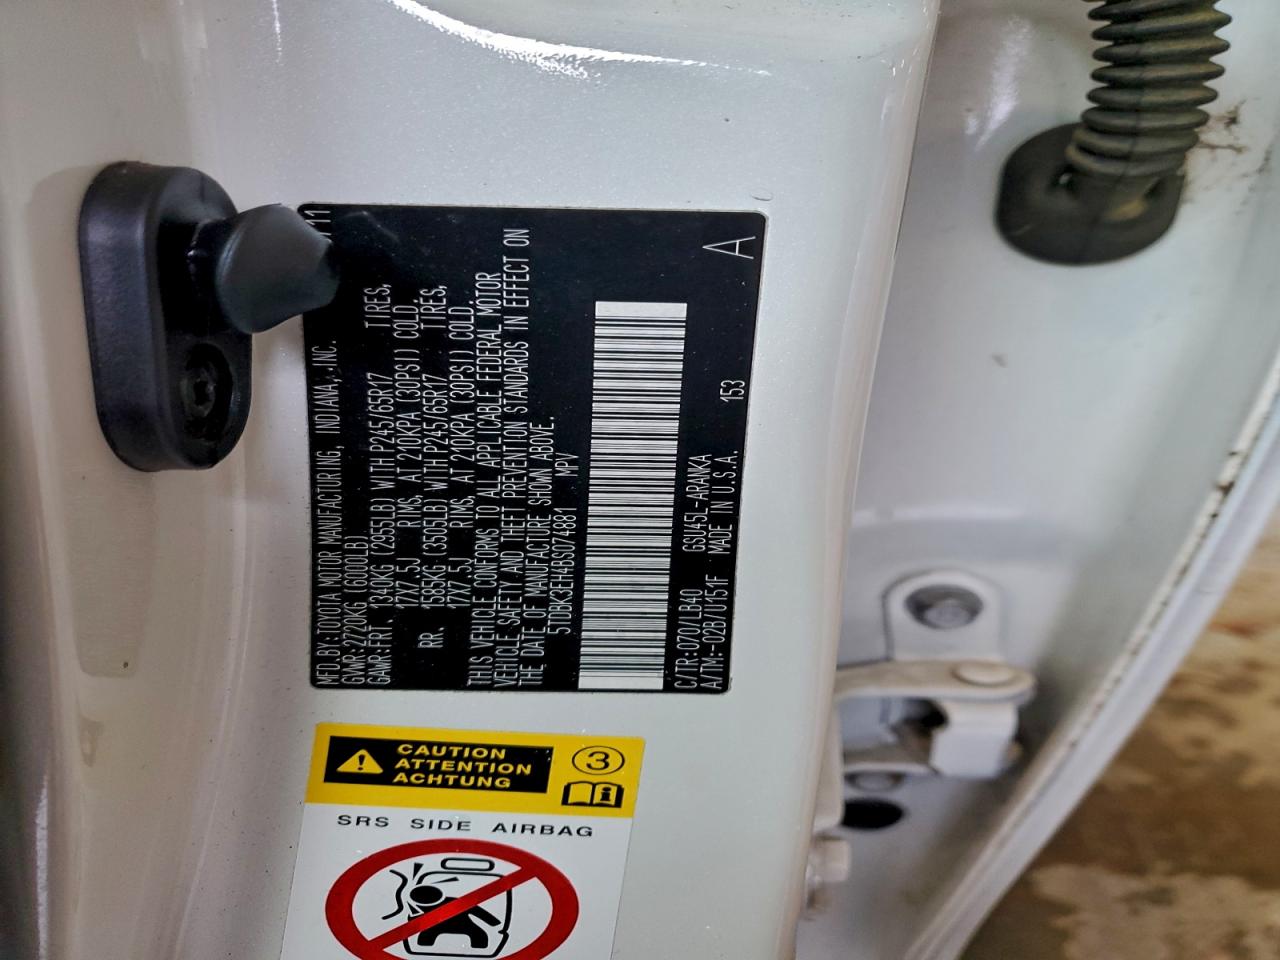 /11
MFD.BY:TOYOTA MOTOR MANUFACTURING, INDIANA, INC.
GVWR:2720KG (6000LB)
GAWR:FRT. 1340KG (2955LB) WITH P245/65R17 TIRES,
17X7.5J RIMS, AT 210KPA (30PSI) COLD.
RR. 1585KG (3505LB) WITH P245/65R17 TIRES,
17X7.5J RIMS, AT 210KPA (30PSI) COLD.
THIS VEHICLE CONFORMS TO ALL APPLICABLE FEDERAL MOTOR
VEHICLE SAFETY AND THEFT PREVENTION STANDARDS IN EFFECT ON
THE DATE OF MANUFACTURE SHOWN ABOVE.
5TDBK3EH4BS074881 MPV
C/TR:070/LB40 GSU45L-ARANKA
A/TM:-02B/U151F MADE IN U.S.A. 153
A
CAUTION
ATTENTION
ACHTUNG
3
SRS SIDE AIRBAG